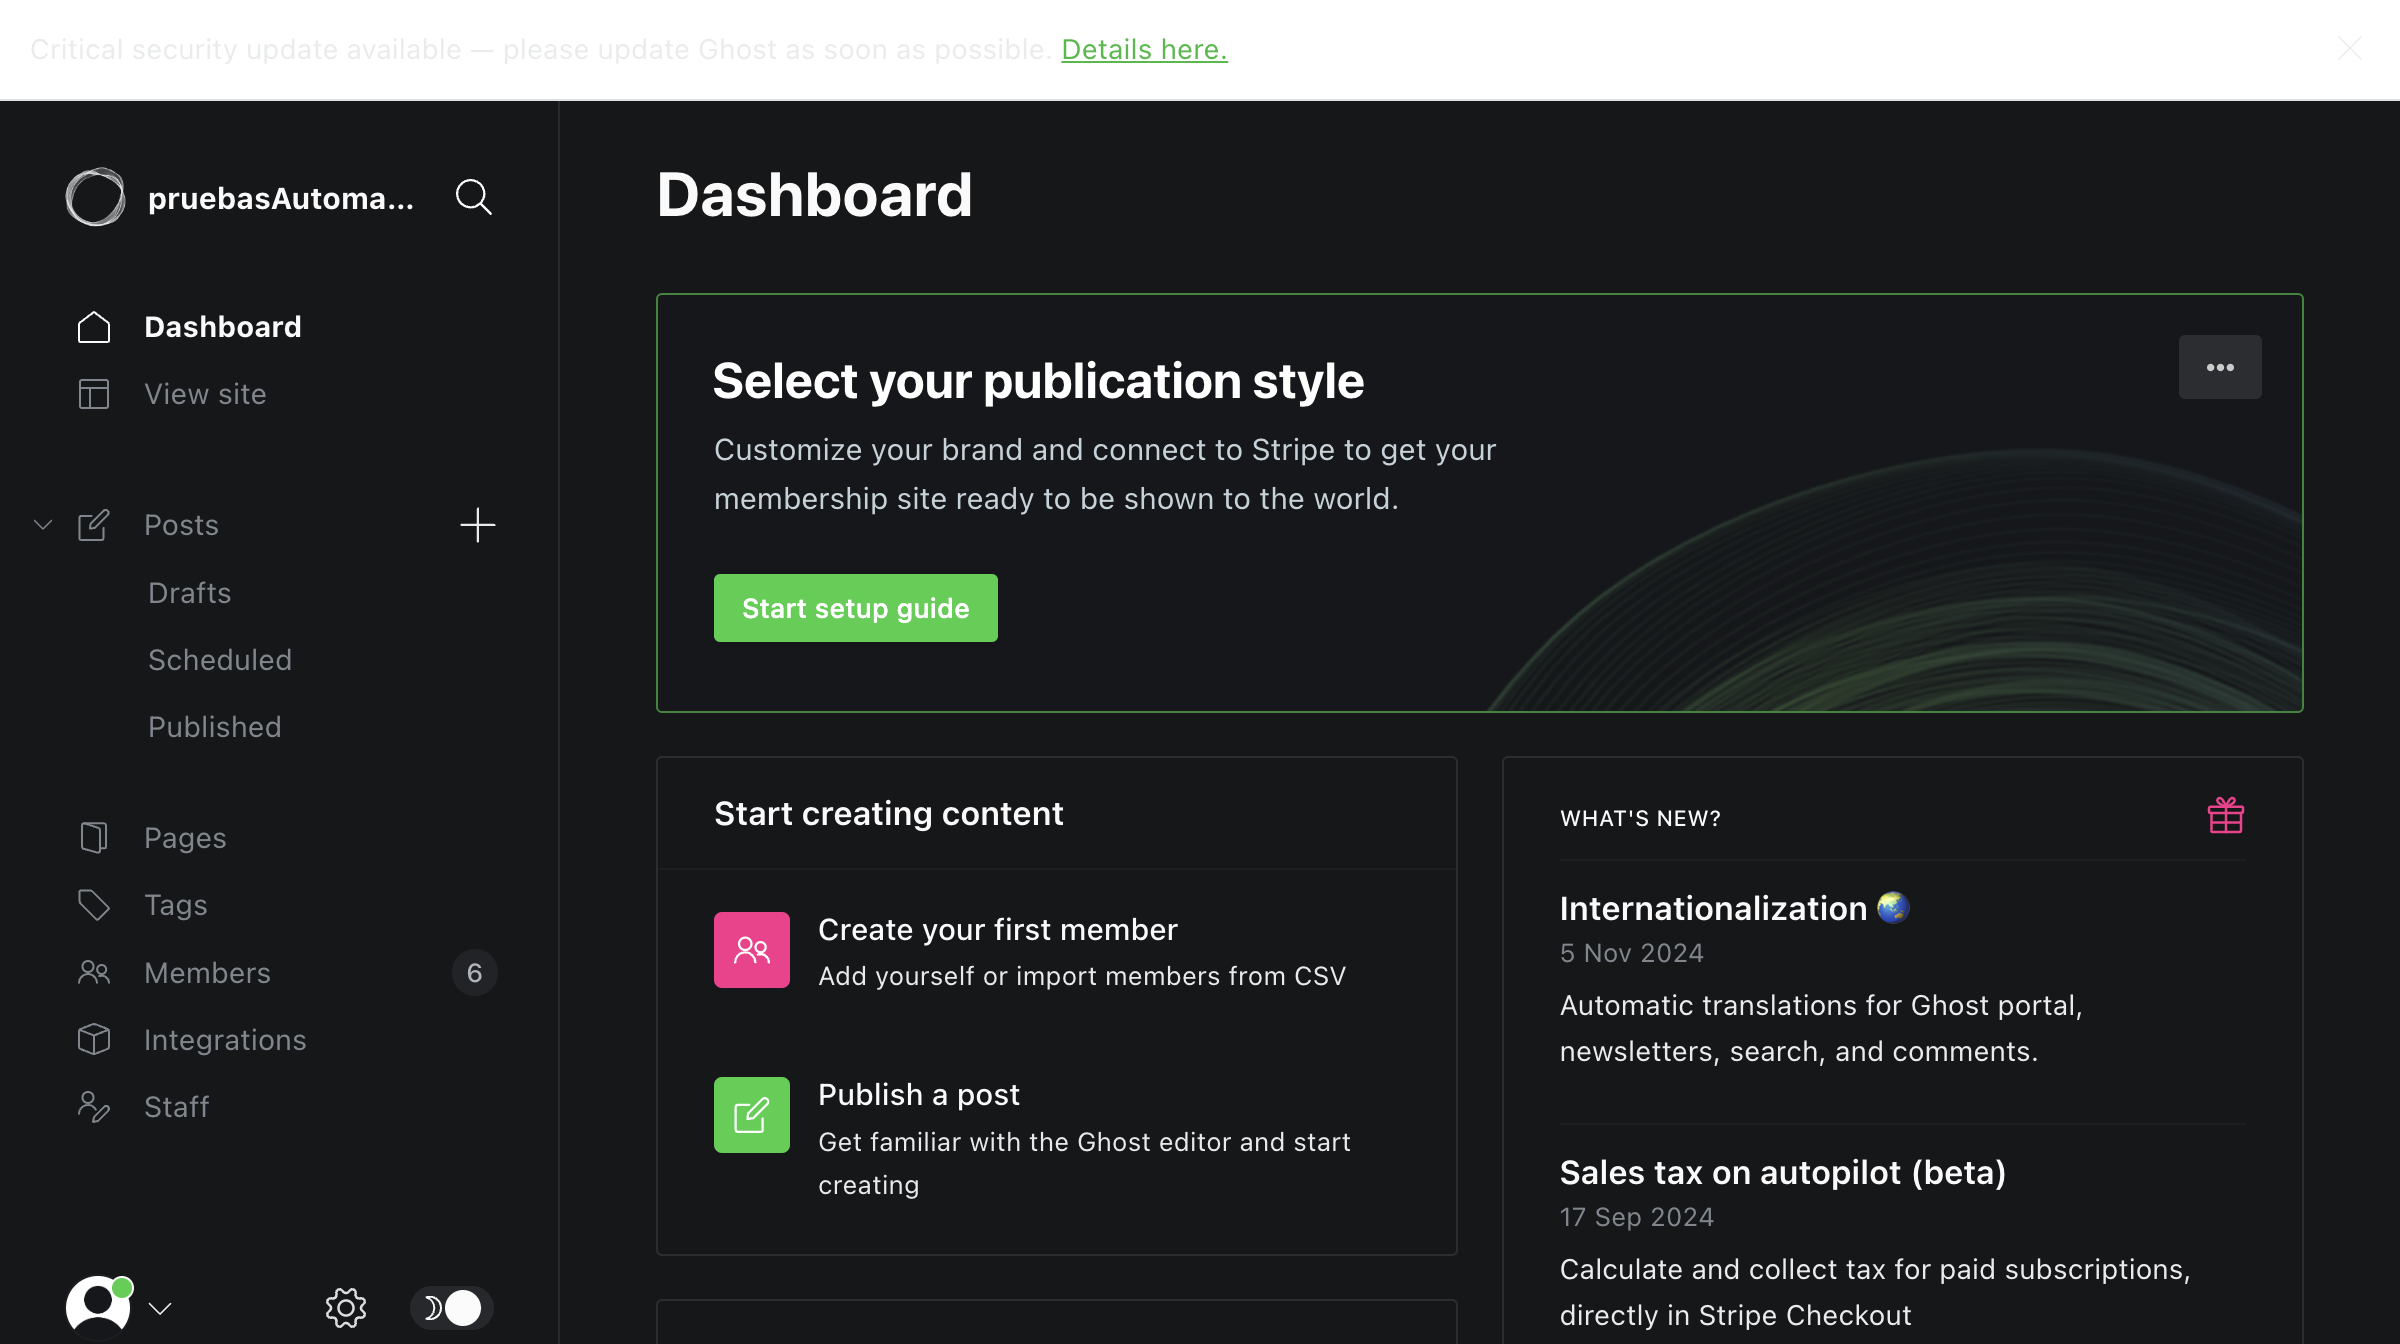 Critical security update available — please update Ghost as soon as possible. Details here.
pruebasAutoma...
Dashboard
View site
Posts
Drafts
Scheduled
Published
Pages
Tags
Members 6
Integrations
Staff
Dashboard
Select your publication style
Customize your brand and connect to Stripe to get your
membership site ready to be shown to the world.
Start setup guide
Start creating content
Create your first member
Add yourself or import members from CSV
Publish a post
Get familiar with the Ghost editor and start
creating
WHAT'S NEW?
Internationalization 🌏
5 Nov 2024
Automatic translations for Ghost portal,
newsletters, search, and comments.
Sales tax on autopilot (beta)
17 Sep 2024
Calculate and collect tax for paid subscriptions,
directly in Stripe Checkout